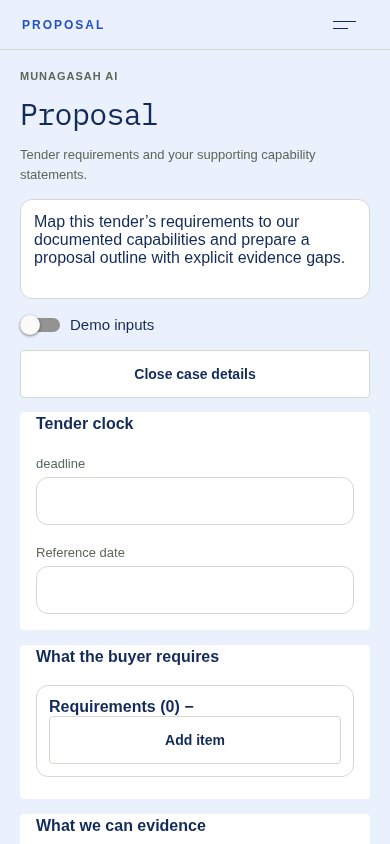 PROPOSAL
MUNAGASAH AI
Proposal
Tender requirements and your supporting capability
statements.
Map this tender’s requirements to our
documented capabilities and prepare a
proposal outline with explicit evidence gaps.
Demo inputs
Close case details
Tender clock
deadline
Reference date
What the buyer requires
Requirements (0) –
Add item
What we can evidence